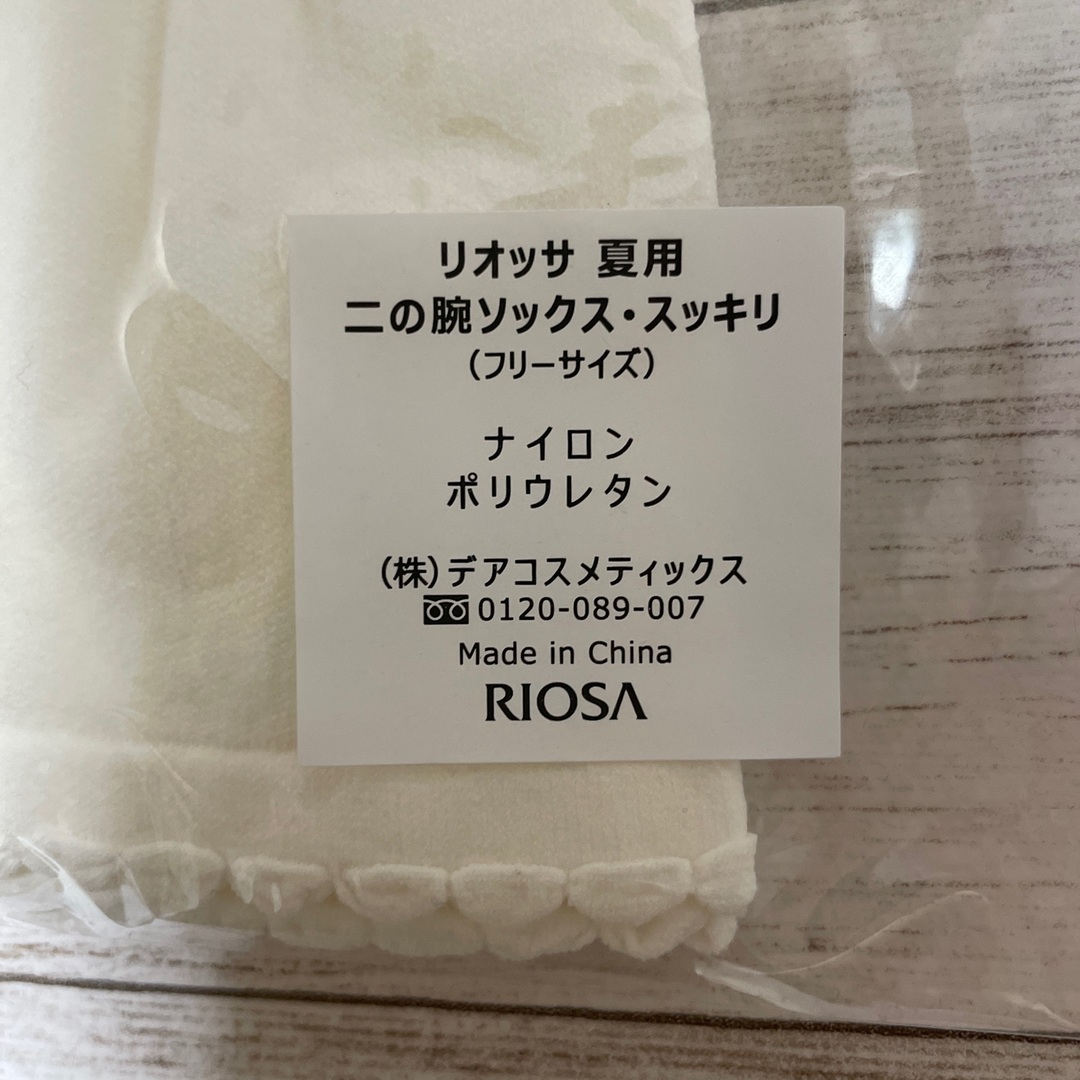 リオッサ 夏用
二の腕ソックス・スッキリ
(フリーサイズ)
ナイロン
ポリウレタン
(株)デアコスメティックス
0120-089-007
Made in China
RIOSA